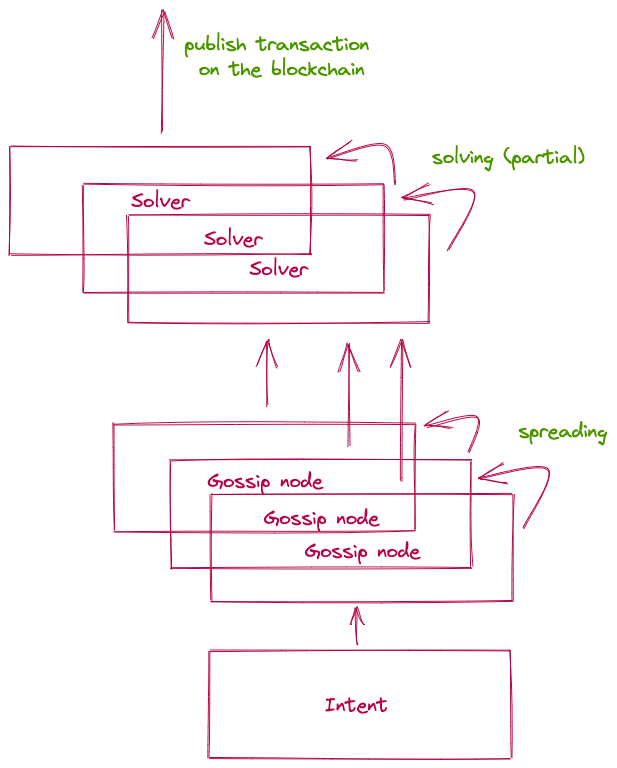 publish transaction
on the blockchain
solving (partial)
Solver
Solver
Solver
spreading
Gossip node
Gossip node
Gossip node
Intent